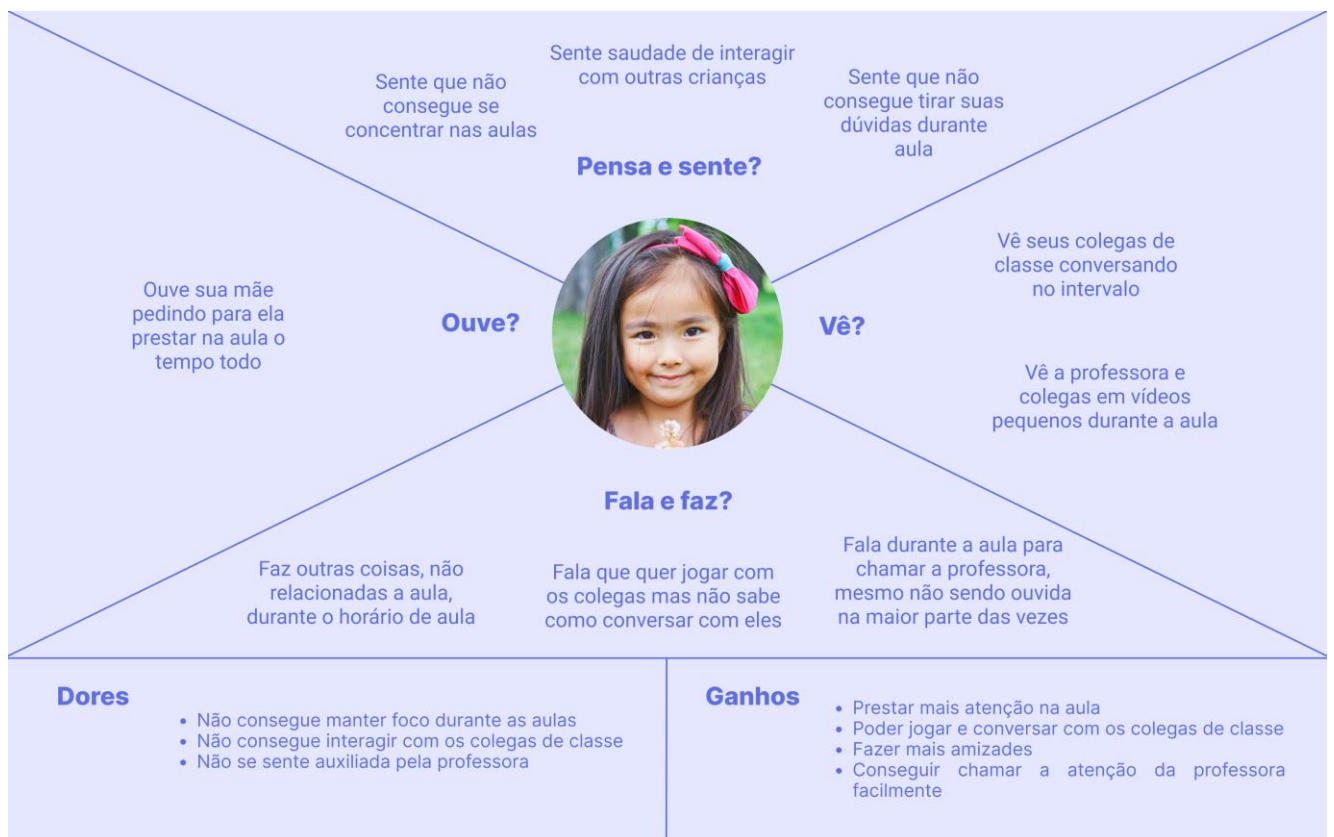 Sente saudade de interagir
com outras crianças
Sente que não
consegue se
concentrar nas aulas
Sente que não
consegue tirar suas
dúvidas durante
aula
Pensa e sente?
Ouve sua mãe
pedindo para ela
prestar na aula o
tempo todo
Ouve?
Vê?
Vê seus colegas de
classe conversando
no intervalo
Vê a professora e
colegas em vídeos
pequenos durante a aula
Fala e faz?
Faz outras coisas, não
relacionadas a aula,
durante o horário de aula
Fala que quer jogar com
os colegas mas não sabe
como conversar com eles
Fala durante a aula para
chamar a professora,
mesmo não sendo ouvida
na maior parte das vezes
Dores
• Não consegue manter foco durante as aulas
• Não consegue interagir com os colegas de classe
• Não se sente auxiliada pela professora
Ganhos
• Prestar mais atenção na aula
• Poder jogar e conversar com os colegas de classe
• Fazer mais amizades
• Conseguir chamar a atenção da professora
facilmente